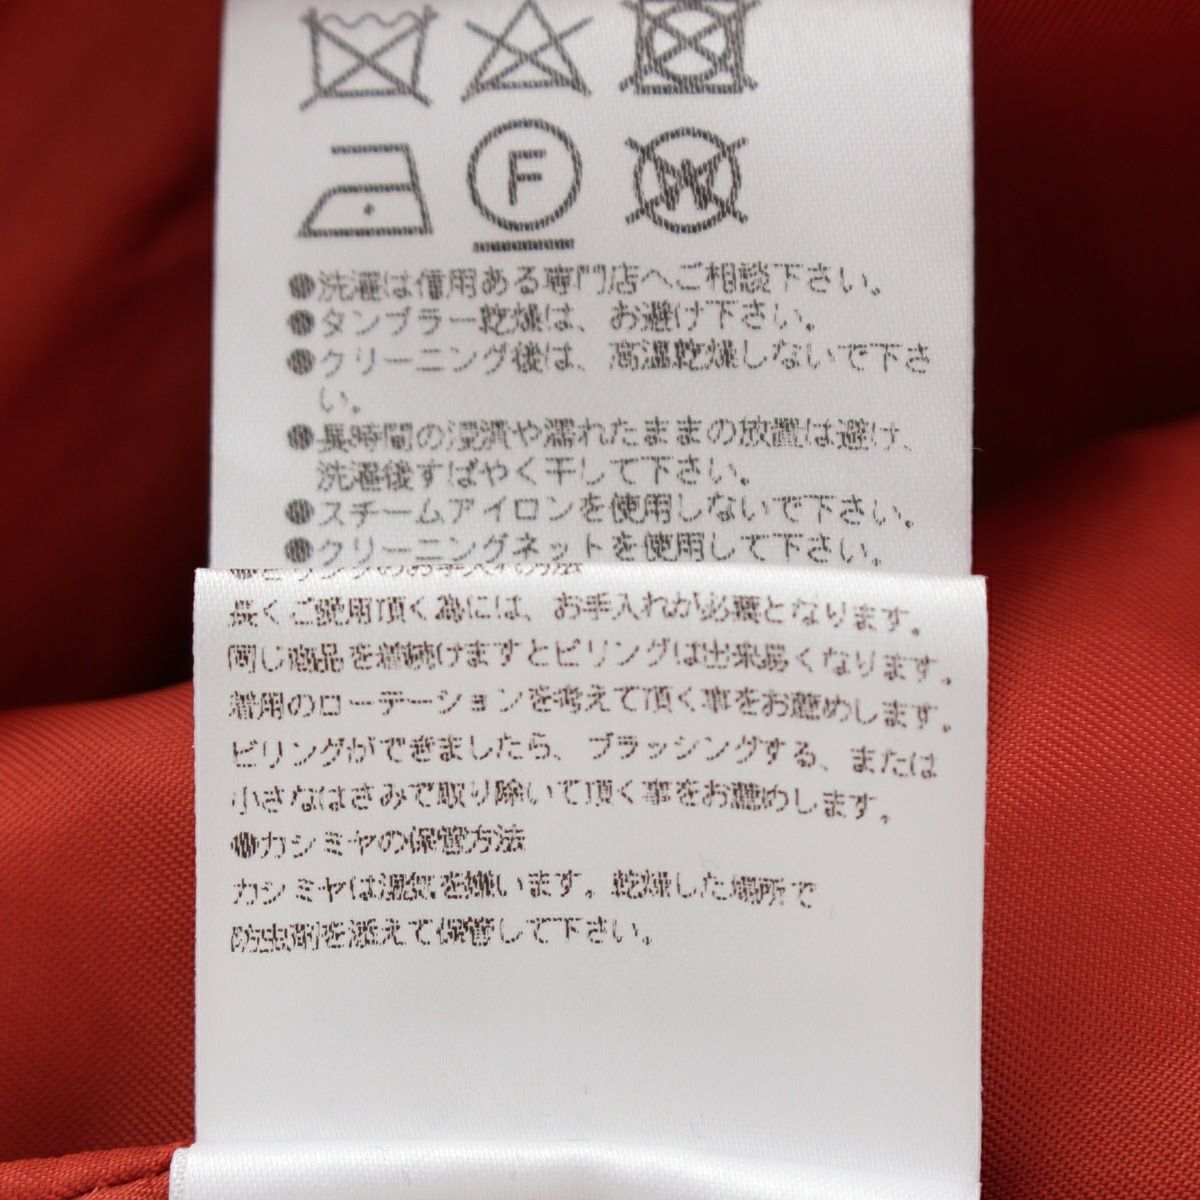 F
W
●洗濯は信用ある専門店へご相談下さい。
●タンブラー乾燥は、お避け下さい。
●クリーニング後は、高温乾燥しないで下さ
い。
●長時間の浸漬や濡れたままの放置は避け、
洗濯後すばやく干して下さい。
●スチームアイロンを使用しないで下さい。
●クリーニングネットを使用して下さい。
●ピリングのお手入れ方法
長くご愛用頂く為には、お手入れが必要となります。
同じ商品を着続けますとピリングは出来易くなります。
着用のローテーションを考えて頂く事をお薦めします。
ピリングができましたら、ブラッシングする、または
小さなはさみで取り除いて頂く事をお薦めします。
●カシミヤの保管方法
カシミヤは湿気を嫌います。乾燥した場所で
防虫剤を添えて保管して下さい。